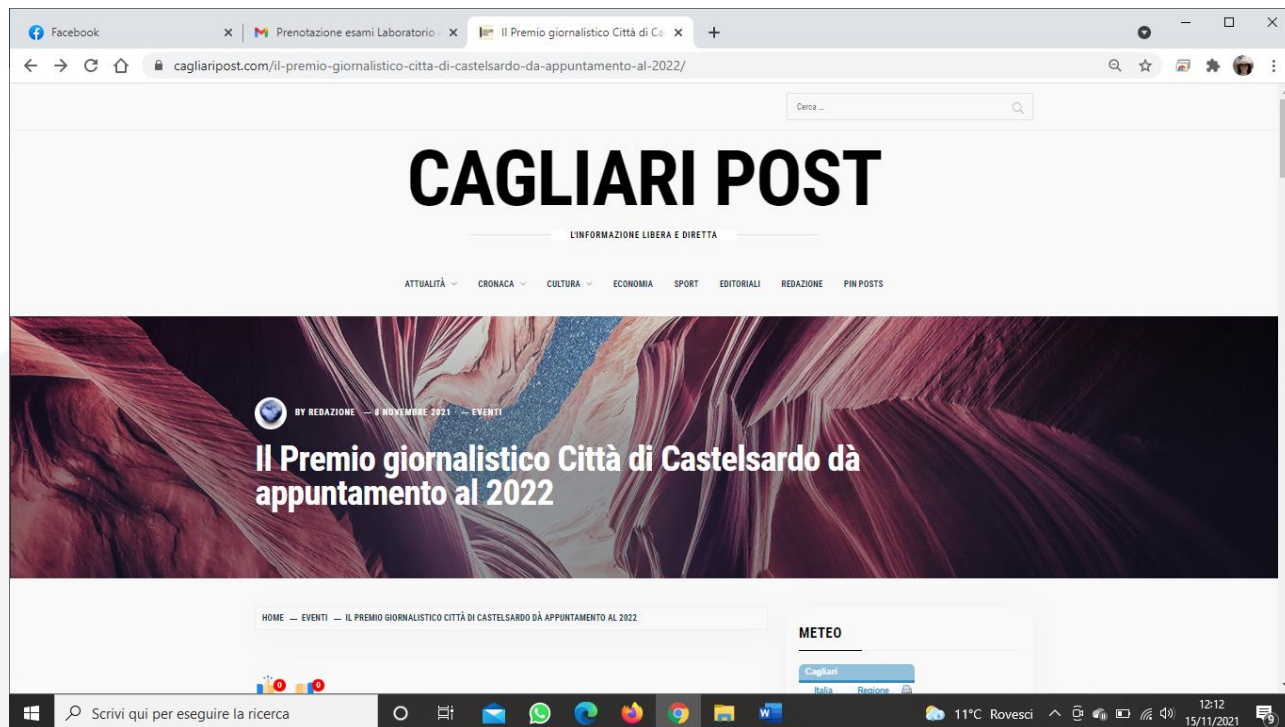 Facebook
Prenotazione esami Laboratorio
Il Premio giornalistico Città di Ca
cagliaripost.com/il-premio-giornalistico-citta-di-castelsardo-da-appuntamento-al-2022/
Cerca …
CAGLIARI POST
L'INFORMAZIONE LIBERA E DIRETTA
ATTUALITÀ CRONACA CULTURA ECONOMIA SPORT EDITORIALI REDAZIONE PIN POSTS
BY REDAZIONE — 8 NOVEMBRE 2021 — EVENTI
Il Premio giornalistico Città di Castelsardo dà
appuntamento al 2022
HOME — EVENTI — IL PREMIO GIORNALISTICO CITTÀ DI CASTELSARDO DÀ APPUNTAMENTO AL 2022
METEO
Cagliari
Italia Regione
0 0
Scrivi qui per eseguire la ricerca
11°C Rovesci
12:12
15/11/2021